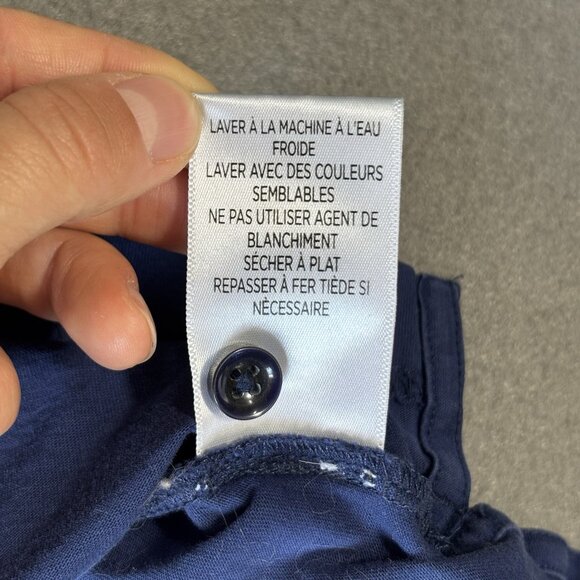 LAVER À LA MACHINE À L'EAU
FROIDE
LAVER AVEC DES COULEURS
SEMBLABLES
NE PAS UTILISER AGENT DE
BLANCHIMENT
SÉCHER À PLAT
REPASSER À FER TIÈDE SI
NÈCESSAIRE